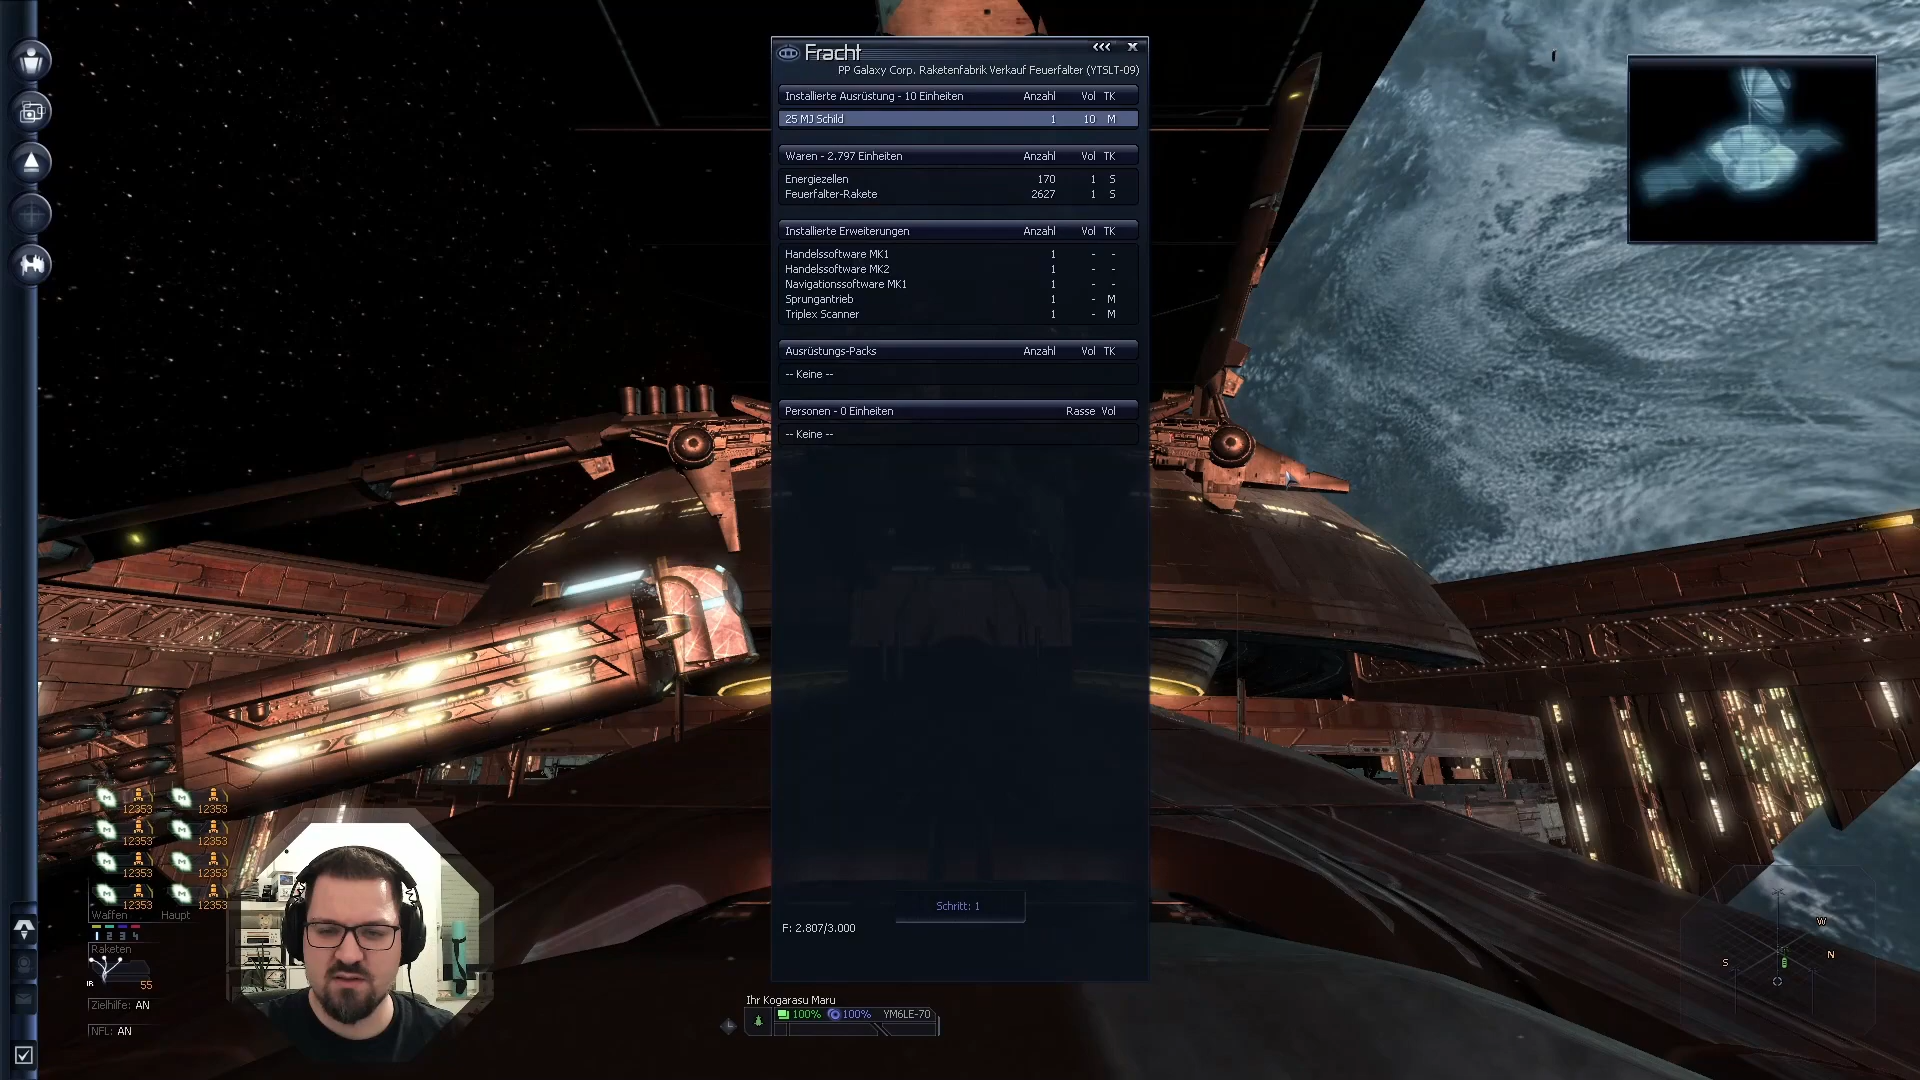 Fracht
PP Galaxy Corp. Raketenfabrik Verkauf Feuerfalter (YTSLT-09)
Installierte Ausrüstung - 10 Einheiten Anzahl Vol TK
25 MJ Schild 1 10 M
Waren - 2.797 Einheiten Anzahl Vol TK
Energiezellen 170 1 S
Feuerfalter-Rakete 2627 1 S
Installierte Erweiterungen Anzahl Vol TK
Handelssoftware MK1 1 - -
Handelssoftware MK2 1 - -
Navigationssoftware MK1 1 - -
Sprungantrieb 1 - M
Triplex Scanner 1 - M
Ausrüstungs-Packs Anzahl Vol TK
-- Keine --
Personen - 0 Einheiten Rasse Vol
-- Keine --
Schritt: 1
F: 2.807/3.000
12353 12353
12353 12353
12353 12353
12353 12353
Waffen Haupt
1 2 3 4
Raketen
IR 55
Zielhilfe: AN
NFL: AN
Ihr Kogarasu Maru
100% 100% YM6LE-70
W
N
S